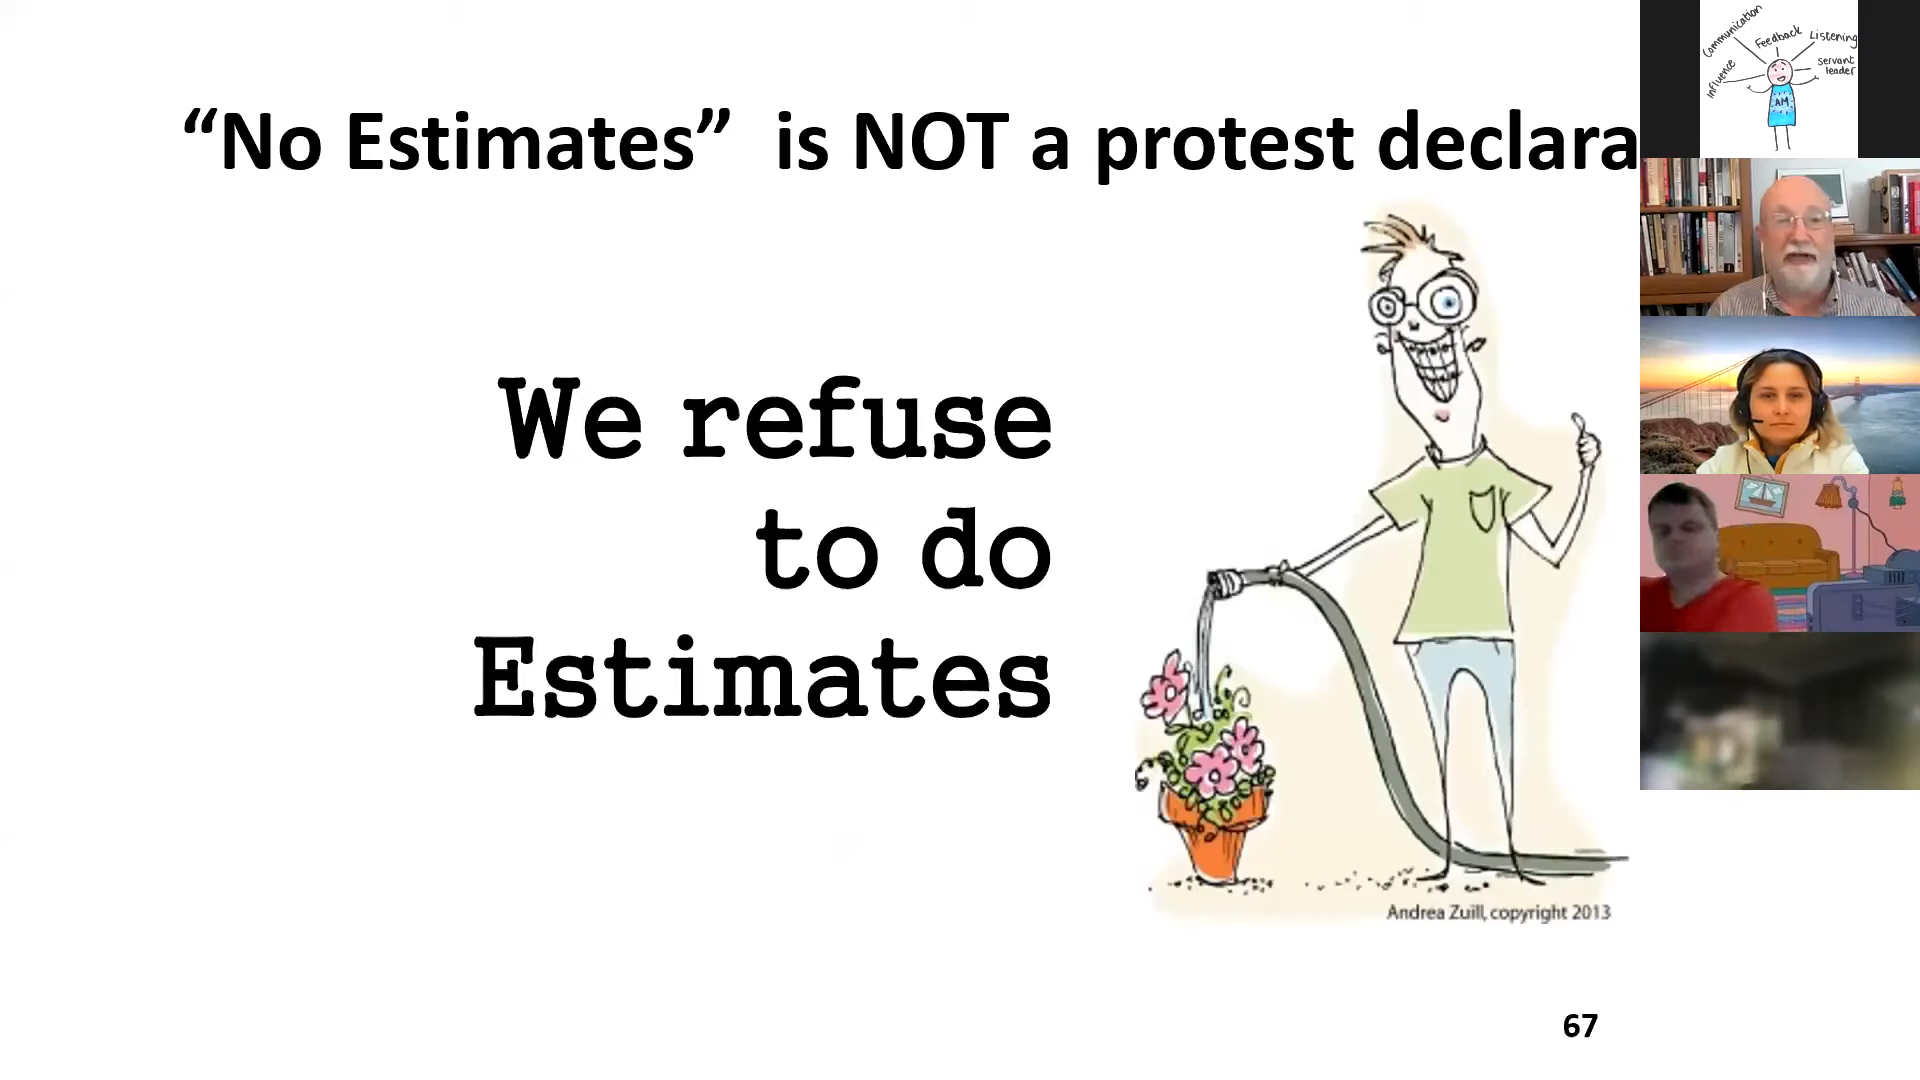 “No Estimates”  is NOT a protest declara
We refuse
to do
Estimates
Andrea Zuill, copyright 2013
67
Communication
Feedback
Listening
Influence
servant
leader
AM